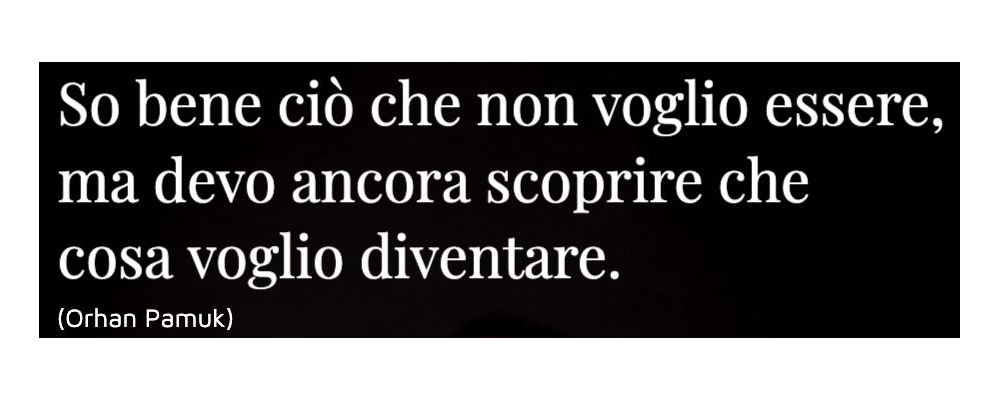 So bene ciò che non voglio essere,
ma devo ancora scoprire che
cosa voglio diventare.
(Orhan Pamuk)